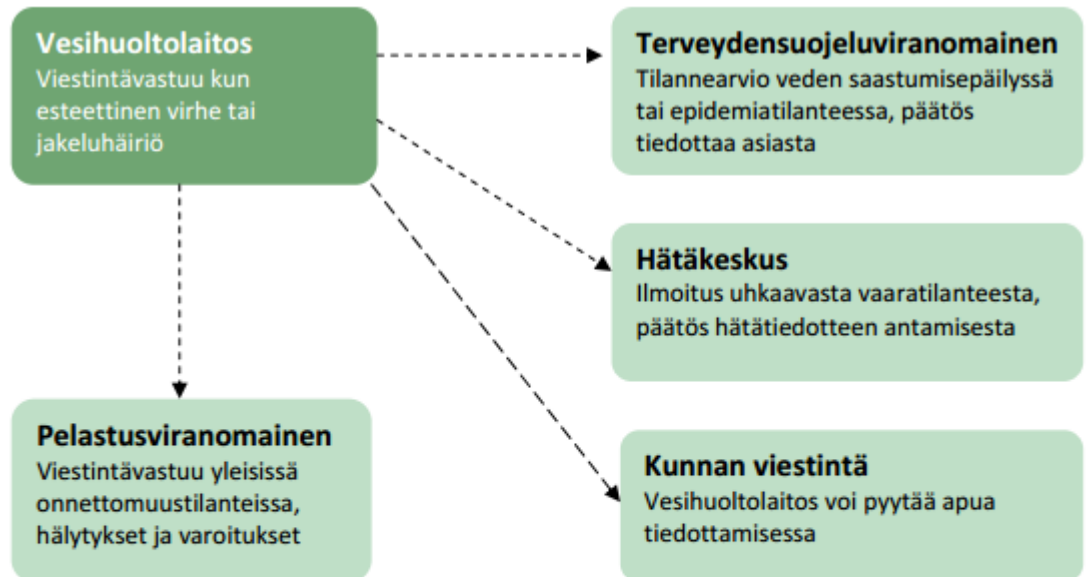 Vesihuoltolaitos
Viestintävastuu kun
esteettinen virhe tai
jakeluhäiriö
Terveydensuojeluviranomainen
Tilannearvio veden saastumisepäilyssä
tai epidemiatilanteessa, päätös
tiedottaa asiasta
Hätäkeskus
Ilmoitus uhkaavasta vaaratilanteesta,
päätös hätätiedotteen antamisesta
Pelastusviranomainen
Viestintävastuu yleisissä
onnettomuustilanteissa,
hälytykset ja varoitukset
Kunnan viestintä
Vesihuoltolaitos voi pyytää apua
tiedottamisessa